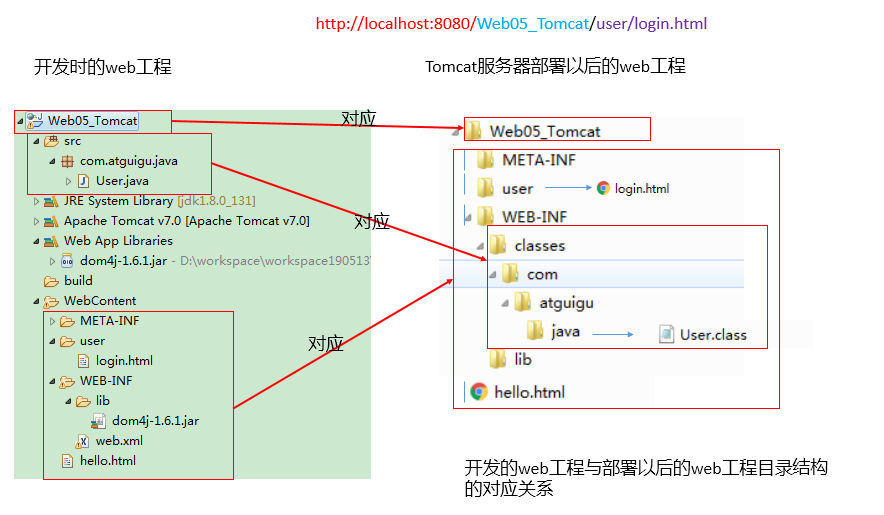 http://localhost:8080/Web05_Tomcat/user/login.html
开发时的web工程
Tomcat服务器部署以后的web工程
Web05_Tomcat
src
com.atguigu.java
User.java
JRE System Library [jdk1.8.0_131]
Apache Tomcat v7.0 [Apache Tomcat v7.0]
Web App Libraries
dom4j-1.6.1.jar - D:\workspace\workspace190513
build
WebContent
META-INF
user
login.html
WEB-INF
lib
dom4j-1.6.1.jar
web.xml
hello.html
对应
对应
对应
Web05_Tomcat
META-INF
user
login.html
WEB-INF
classes
com
atguigu
java
User.class
lib
hello.html
开发的web工程与部署以后的web工程目录结构
的对应关系